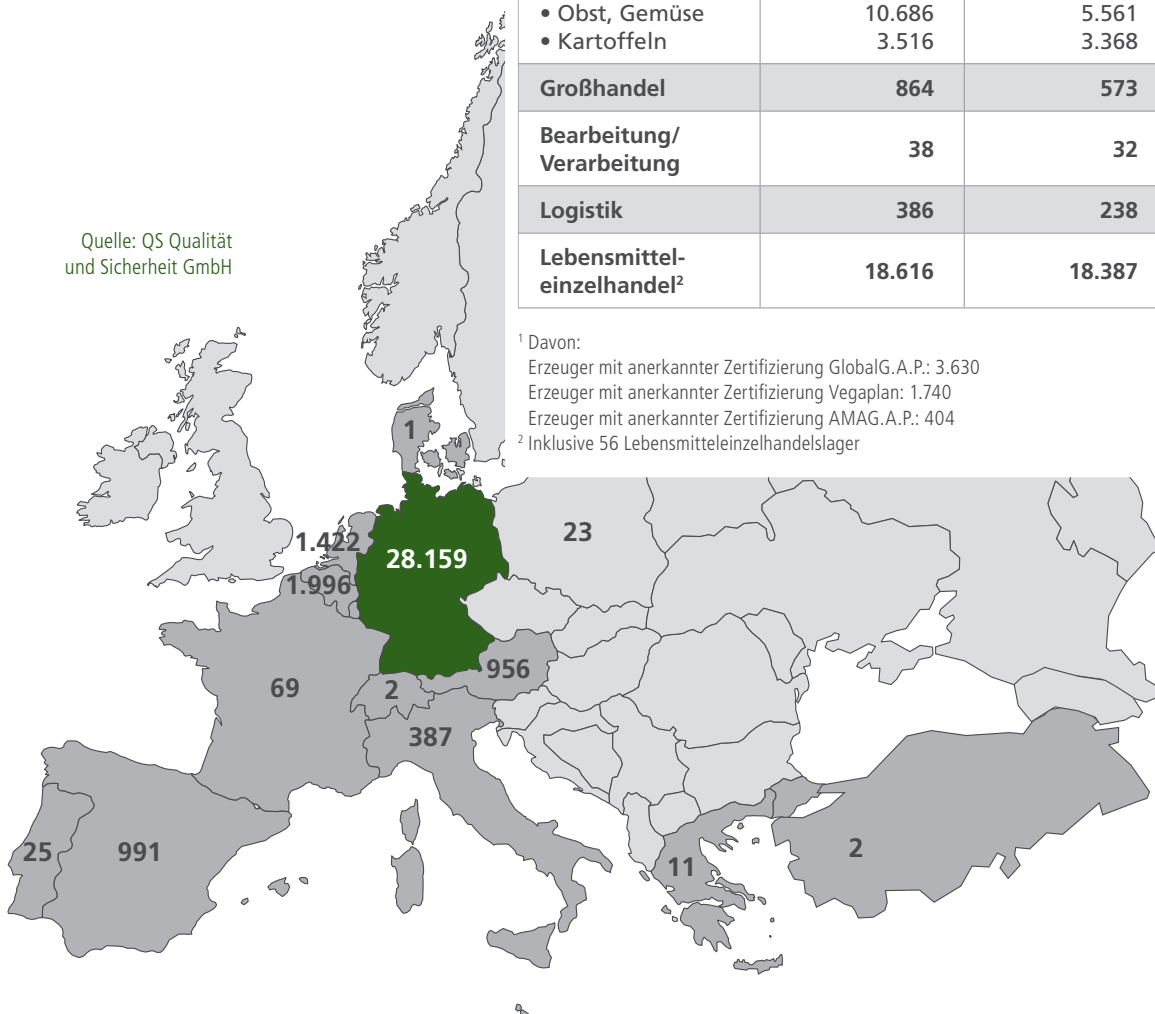 • Obst, Gemüse 10.686 5.561
• Kartoffeln 3.516 3.368
Großhandel 864 573
Bearbeitung/
Verarbeitung 38 32
Logistik 386 238
Lebensmittel-
einzelhandel² 18.616 18.387
Quelle: QS Qualität
und Sicherheit GmbH
¹ Davon:
Erzeuger mit anerkannter Zertifizierung GlobalG.A.P.: 3.630
Erzeuger mit anerkannter Zertifizierung Vegaplan: 1.740
Erzeuger mit anerkannter Zertifizierung AMAG.A.P.: 404
² Inklusive 56 Lebensmitteleinzelhandelslager
1
23
1.422
28.159
1.996
956
69
2
387
25
991
11
2